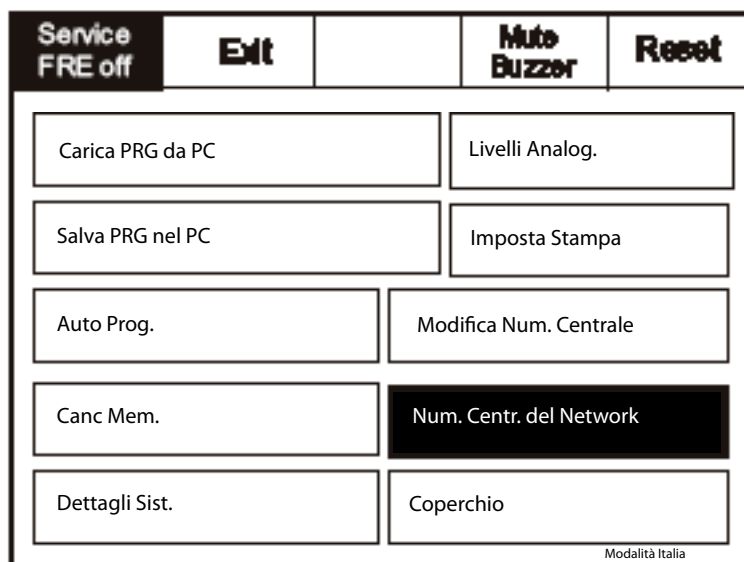 Service
FRE off
Exit
Mute
Buzzer
Reset
Carica PRG da PC
Livelli Analog.
Salva PRG nel PC
Imposta Stampa
Auto Prog.
Modifica Num. Centrale
Canc Mem.
Num. Centr. del Network
Dettagli Sist.
Coperchio
Modalità Italia